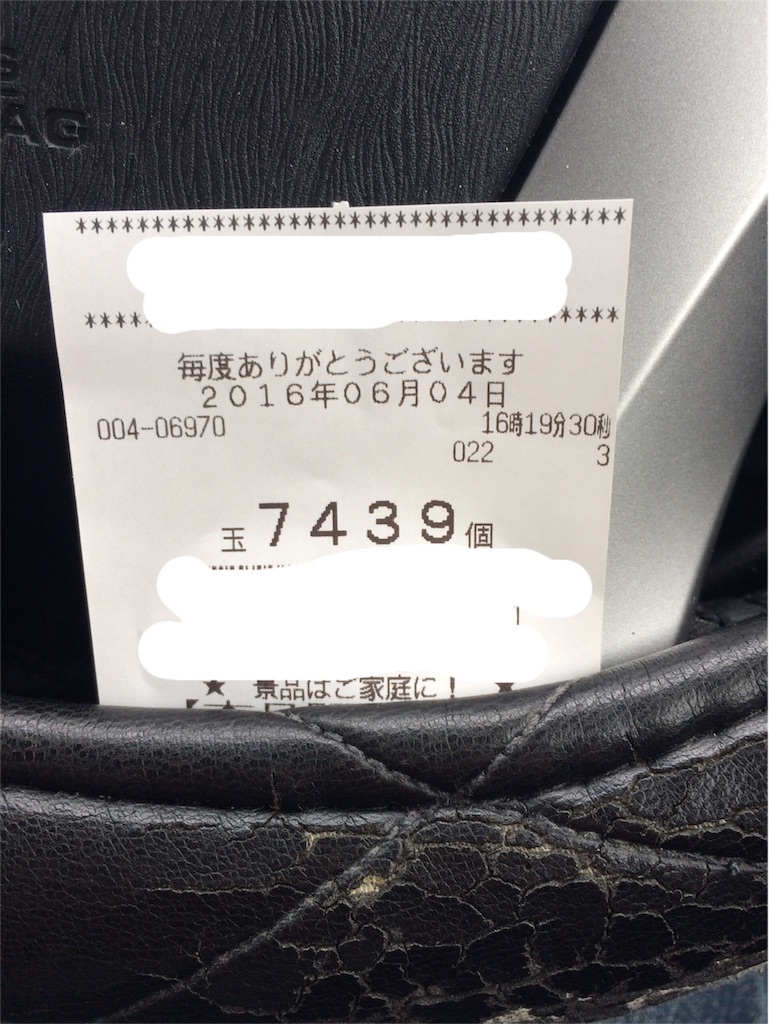 S
AG
********************************
毎度ありがとうございます
2016年06月04日
004-06970 16時19分30秒
022 3
玉7439個
★ 景品はご家庭に! ★